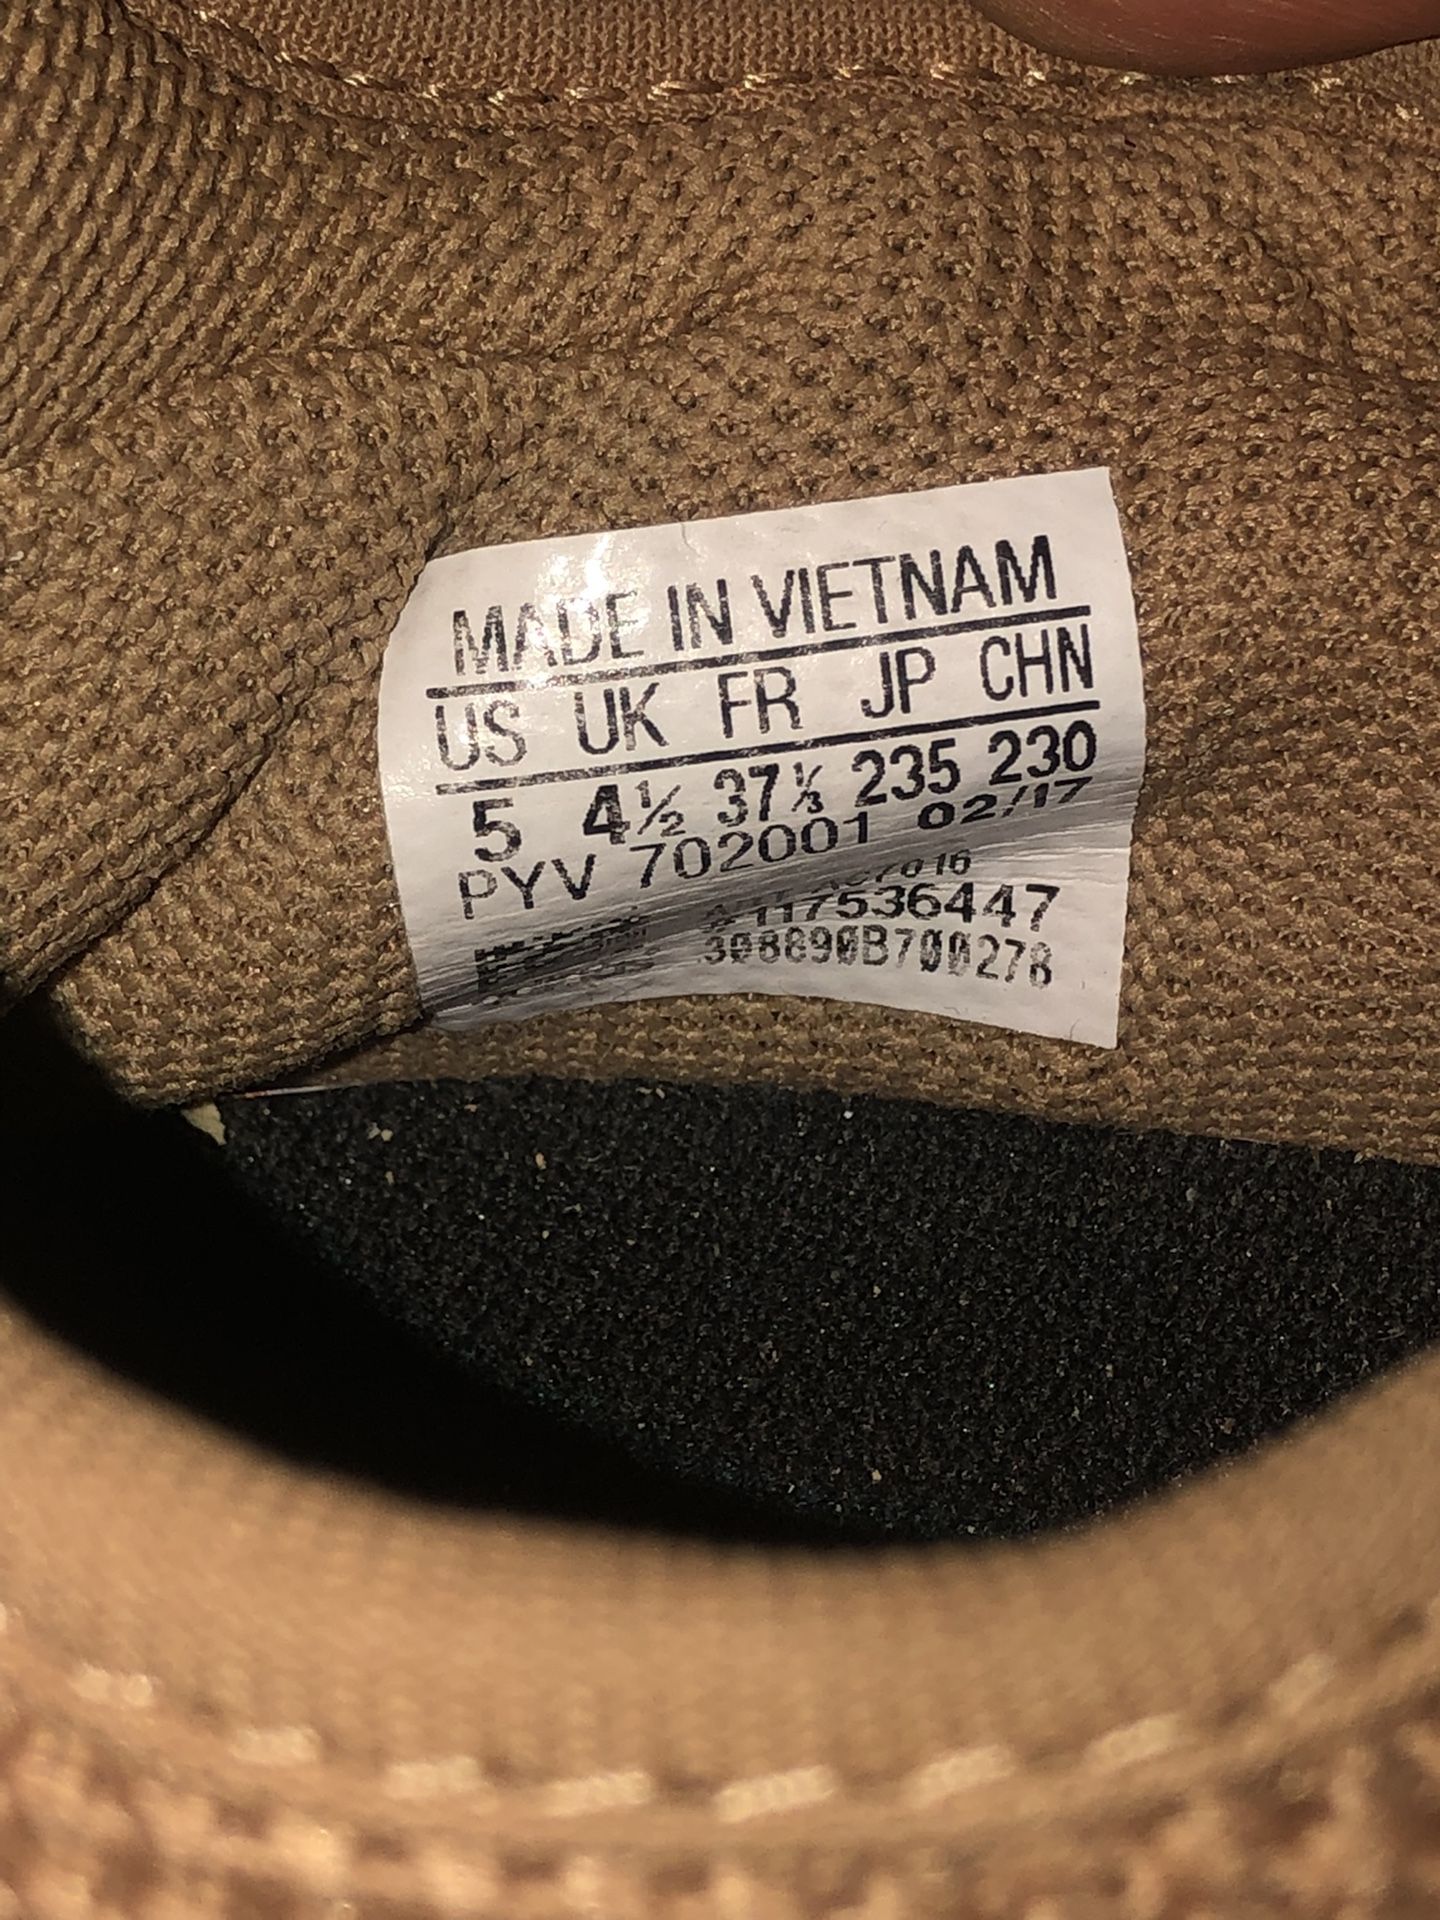 MADE IN VIETNAM
US UK FR JP CHN
5 4½ 37⅓ 235 230
PYV 702001 02/17
117536447
308890B700278